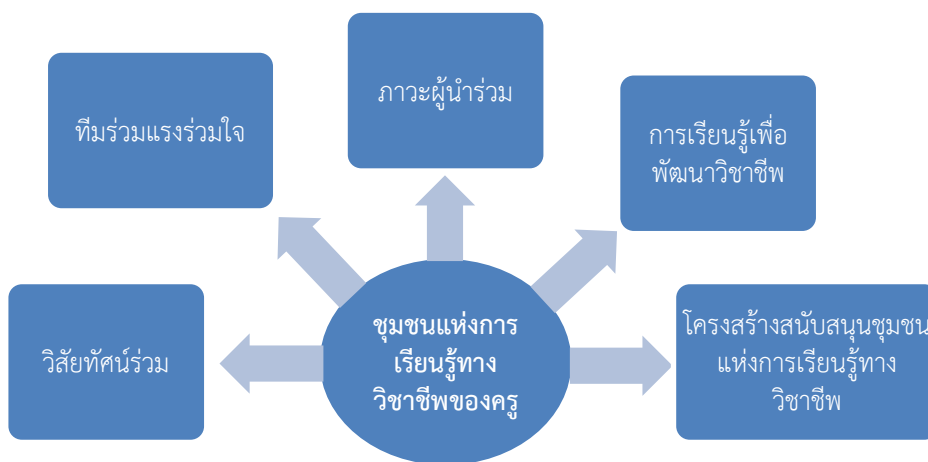 ภาวะผู้นำร่วม
ทีมร่วมแรงร่วมใจ
การเรียนรู้เพื่อ
พัฒนาวิชาชีพ
วิสัยทัศน์ร่วม
ชุมชนแห่งการ
เรียนรู้ทาง
วิชาชีพของครู
โครงสร้างสนับสนุนชุมชน
แห่งการเรียนรู้ทาง
วิชาชีพ